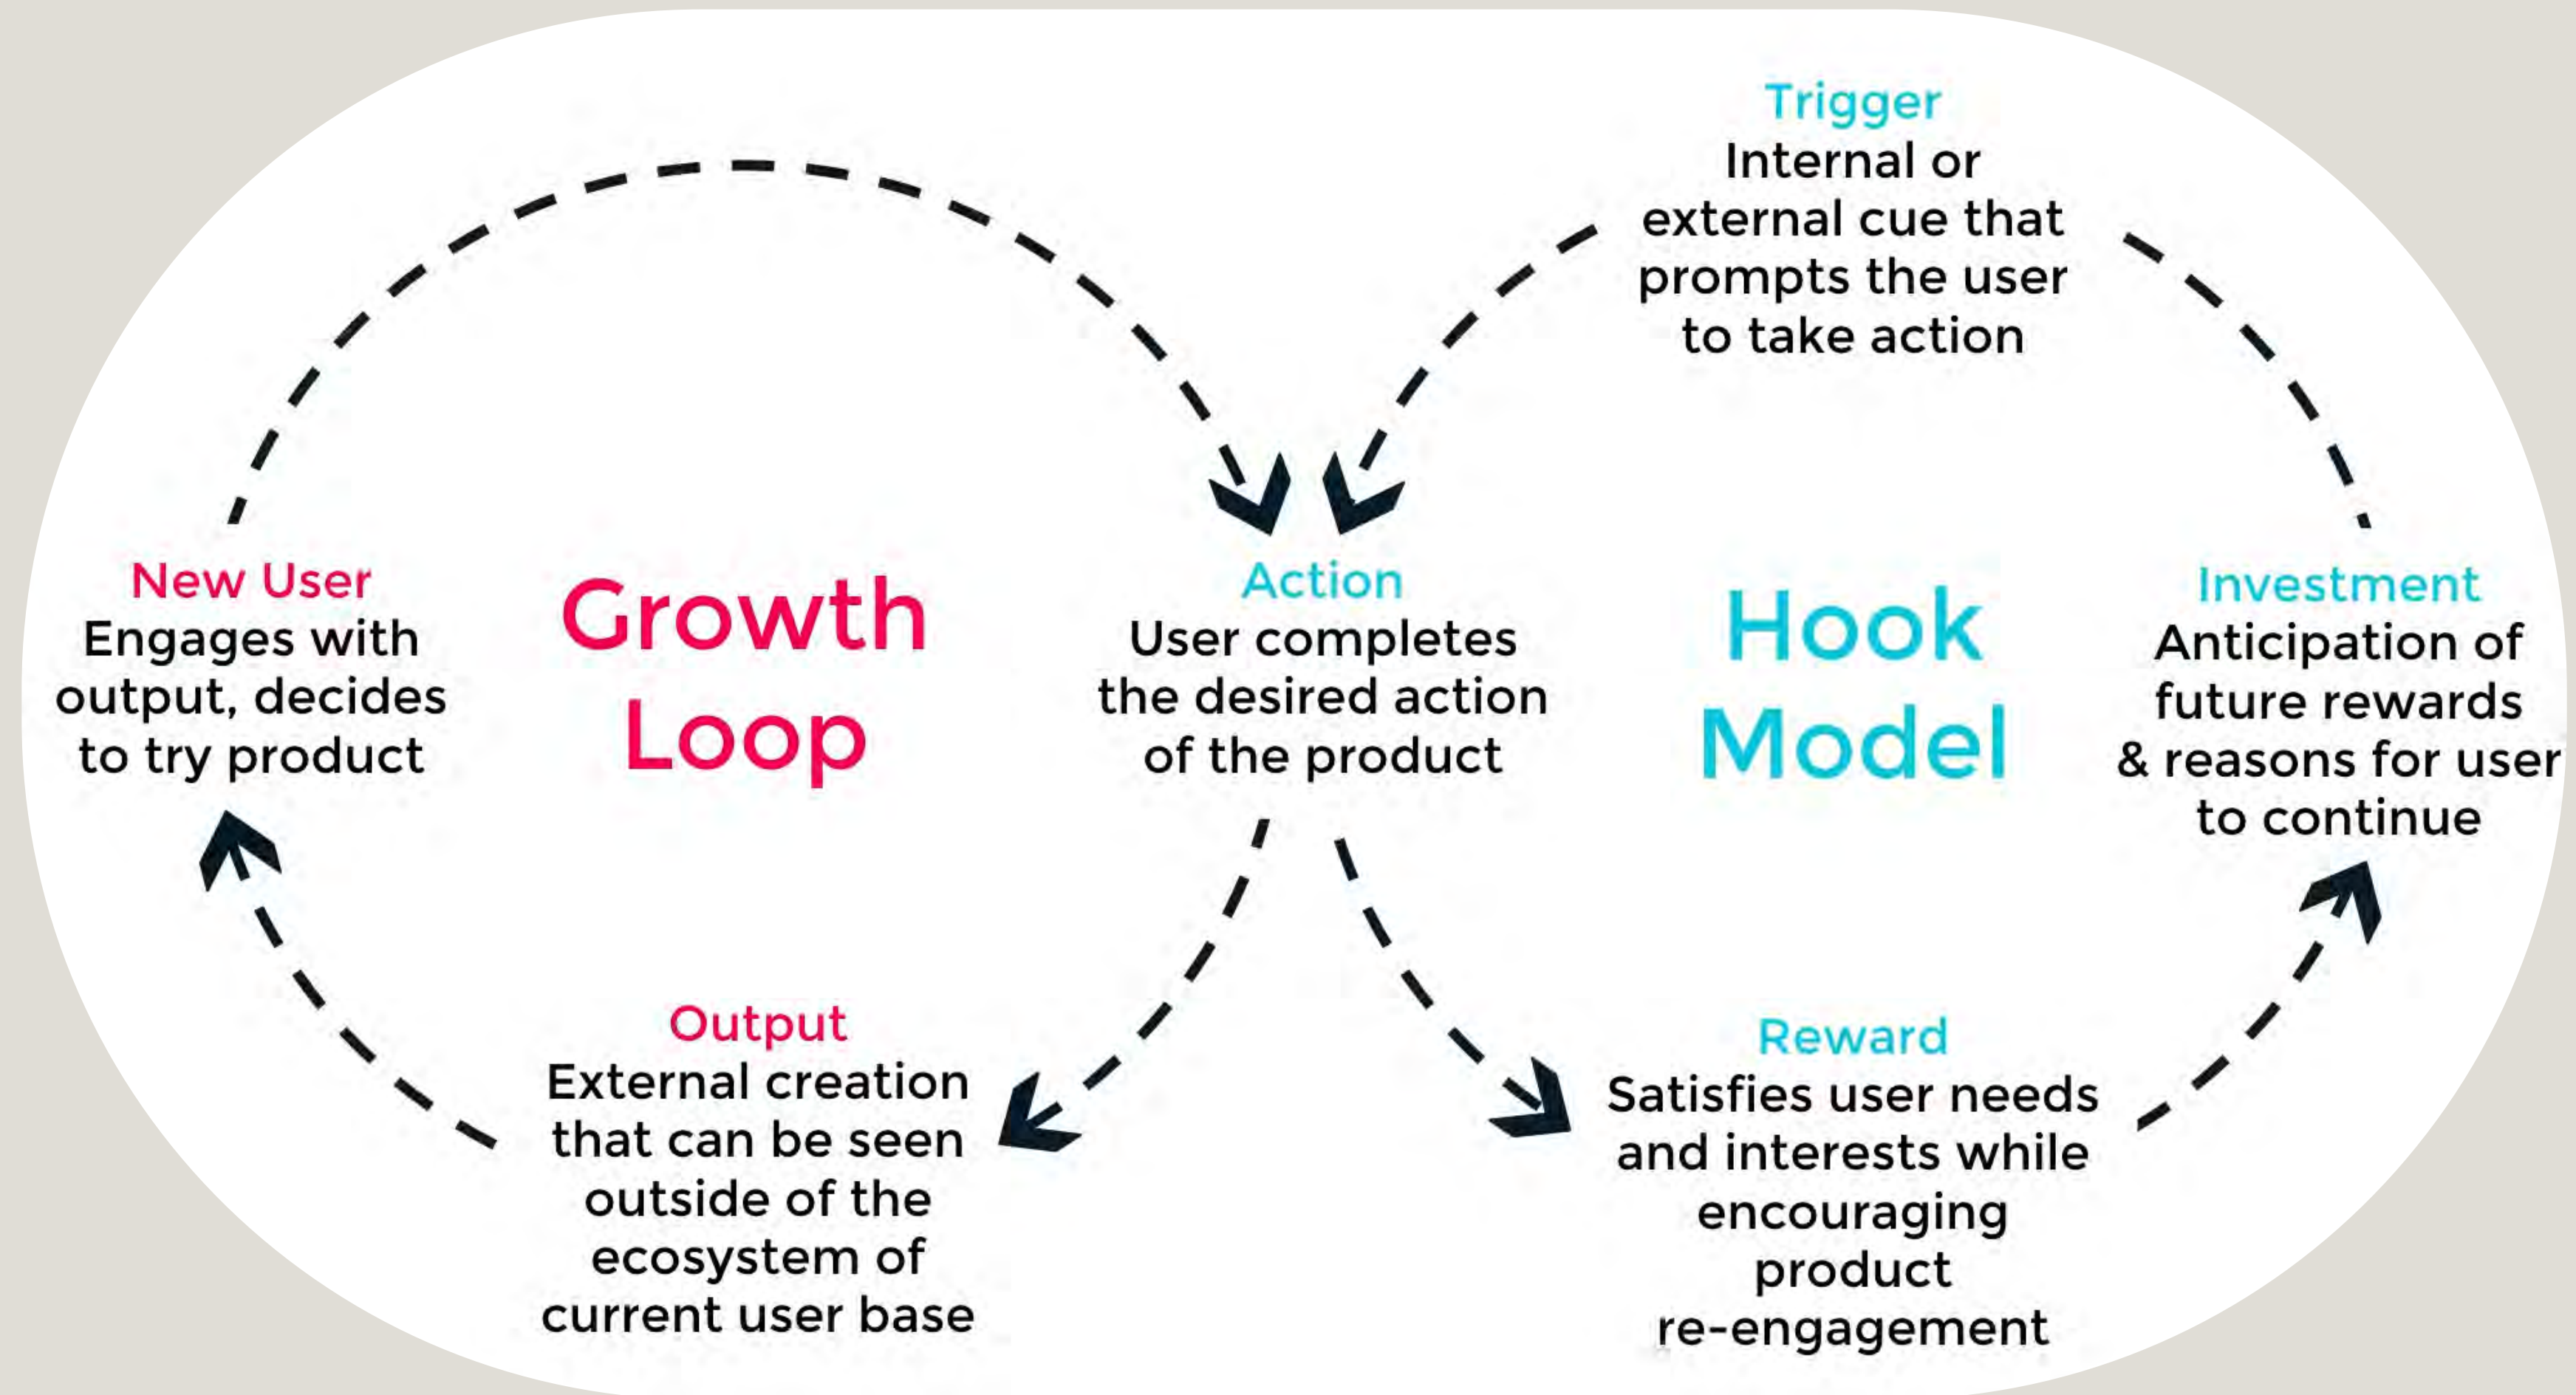 Trigger
Internal or
external cue that
prompts the user
to take action
New User
Engages with
output, decides
to try product
Growth
Loop
Action
User completes
the desired action
of the product
Hook
Model
Investment
Anticipation of
future rewards
& reasons for user
to continue
Output
External creation
that can be seen
outside of the
ecosystem of
current user base
Reward
Satisfies user needs
and interests while
encouraging
product
re-engagement